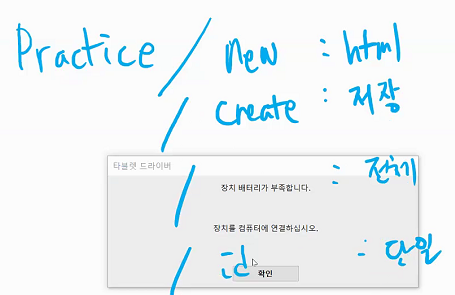 Practice / new : html
/ create : 저장
타블렛 드라이버
장치 배터리가 부족합니다.
/ : 전체
장치를 컴퓨터에 연결하십시오.
/ : 단일
확인